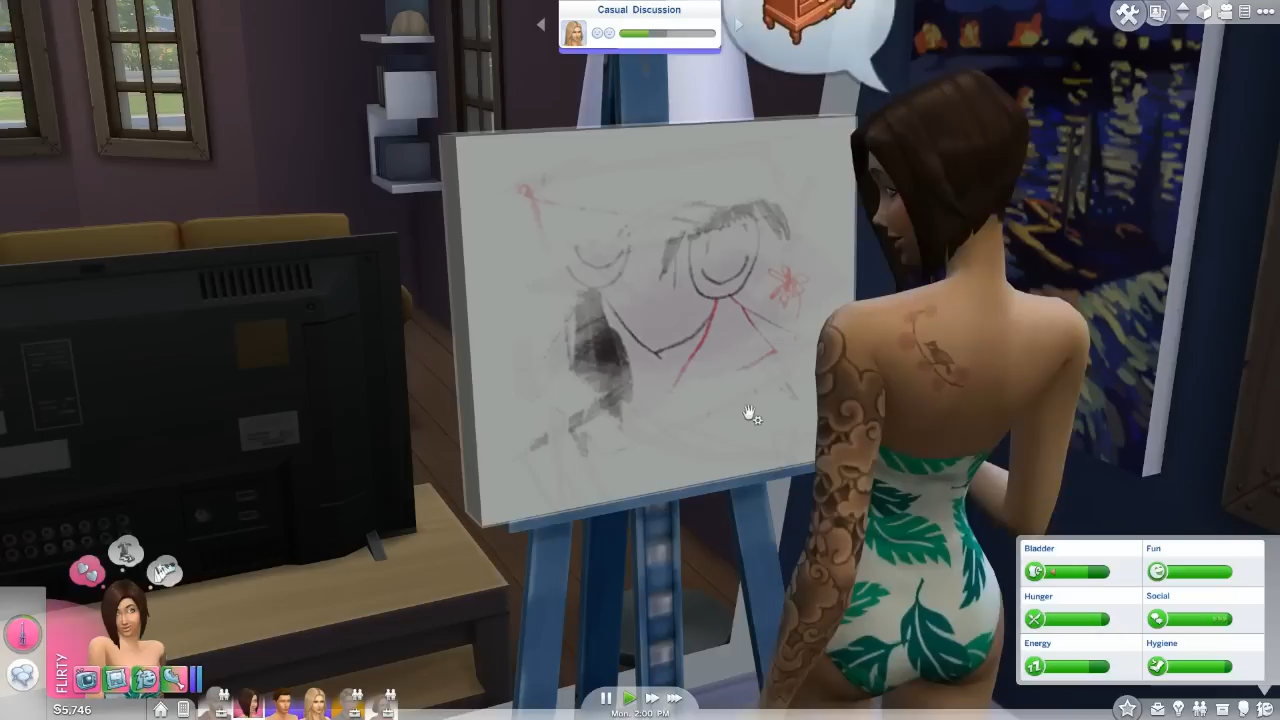 Casual Discussion
Bladder
Fun
Hunger
Social
Energy
Hygiene
FLIRTY
$5,746
Mon. 2:00 PM